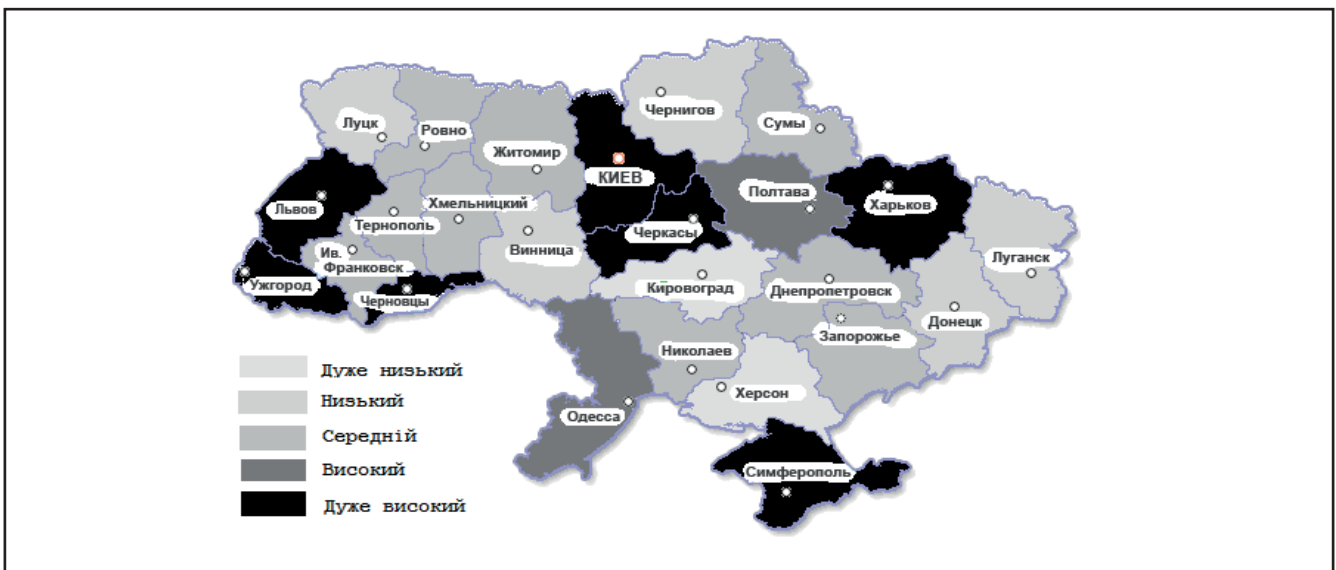 Чернигов
Луцк
Ровно
Сумы
Житомир
КИЕВ
Полтава
Харьков
Львов
Хмельницкий
Тернополь
Черкасы
Винница
Ив.
Франковск
Луганск
Ужгород
Черновцы
Кировоград
Днепропетровск
Донецк
Запорожье
Николаев
Херсон
Одесса
Симферополь
Дуже низький
Низький
Середній
Високий
Дуже високий